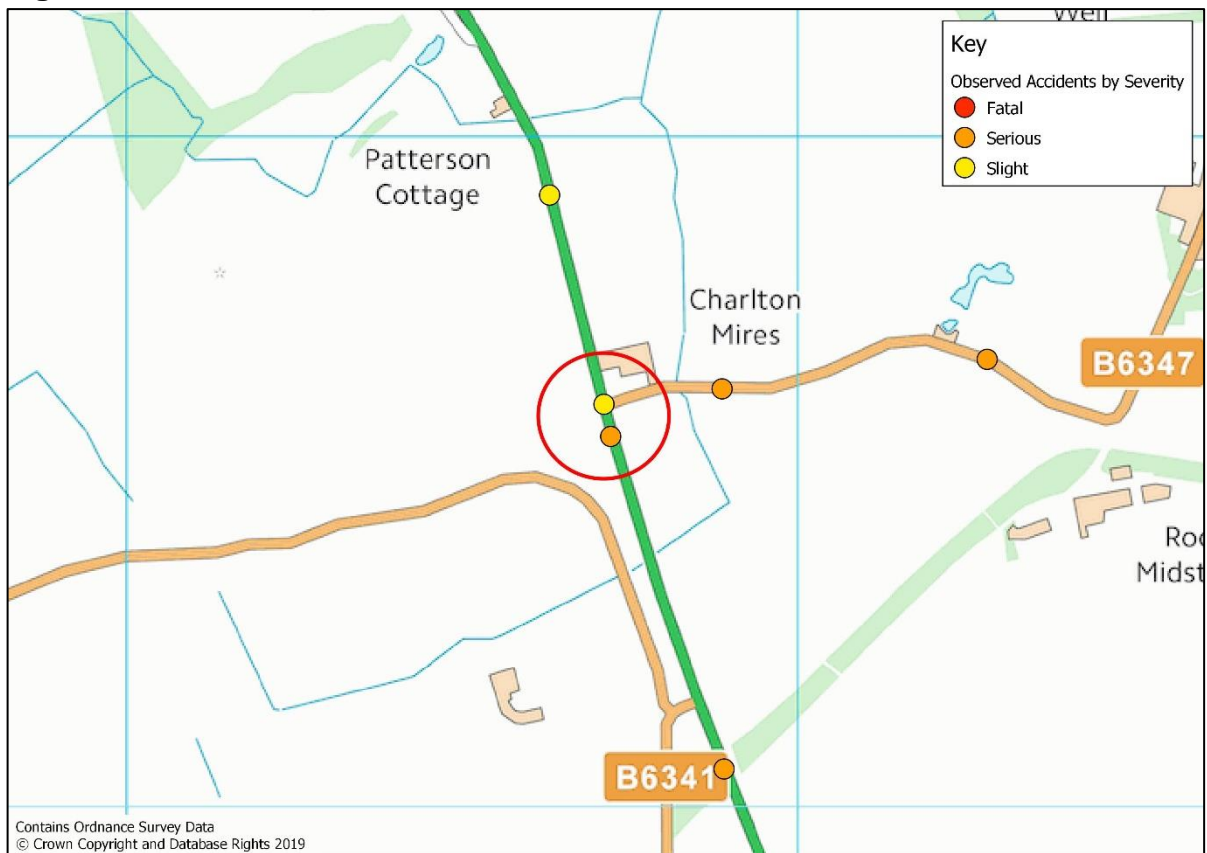 Key
Observed Accidents by Severity
Fatal
Serious
Slight
Patterson
Cottage
Charlton
Mires
B6347
B6341
Contains Ordnance Survey Data
© Crown Copyright and Database Rights 2019